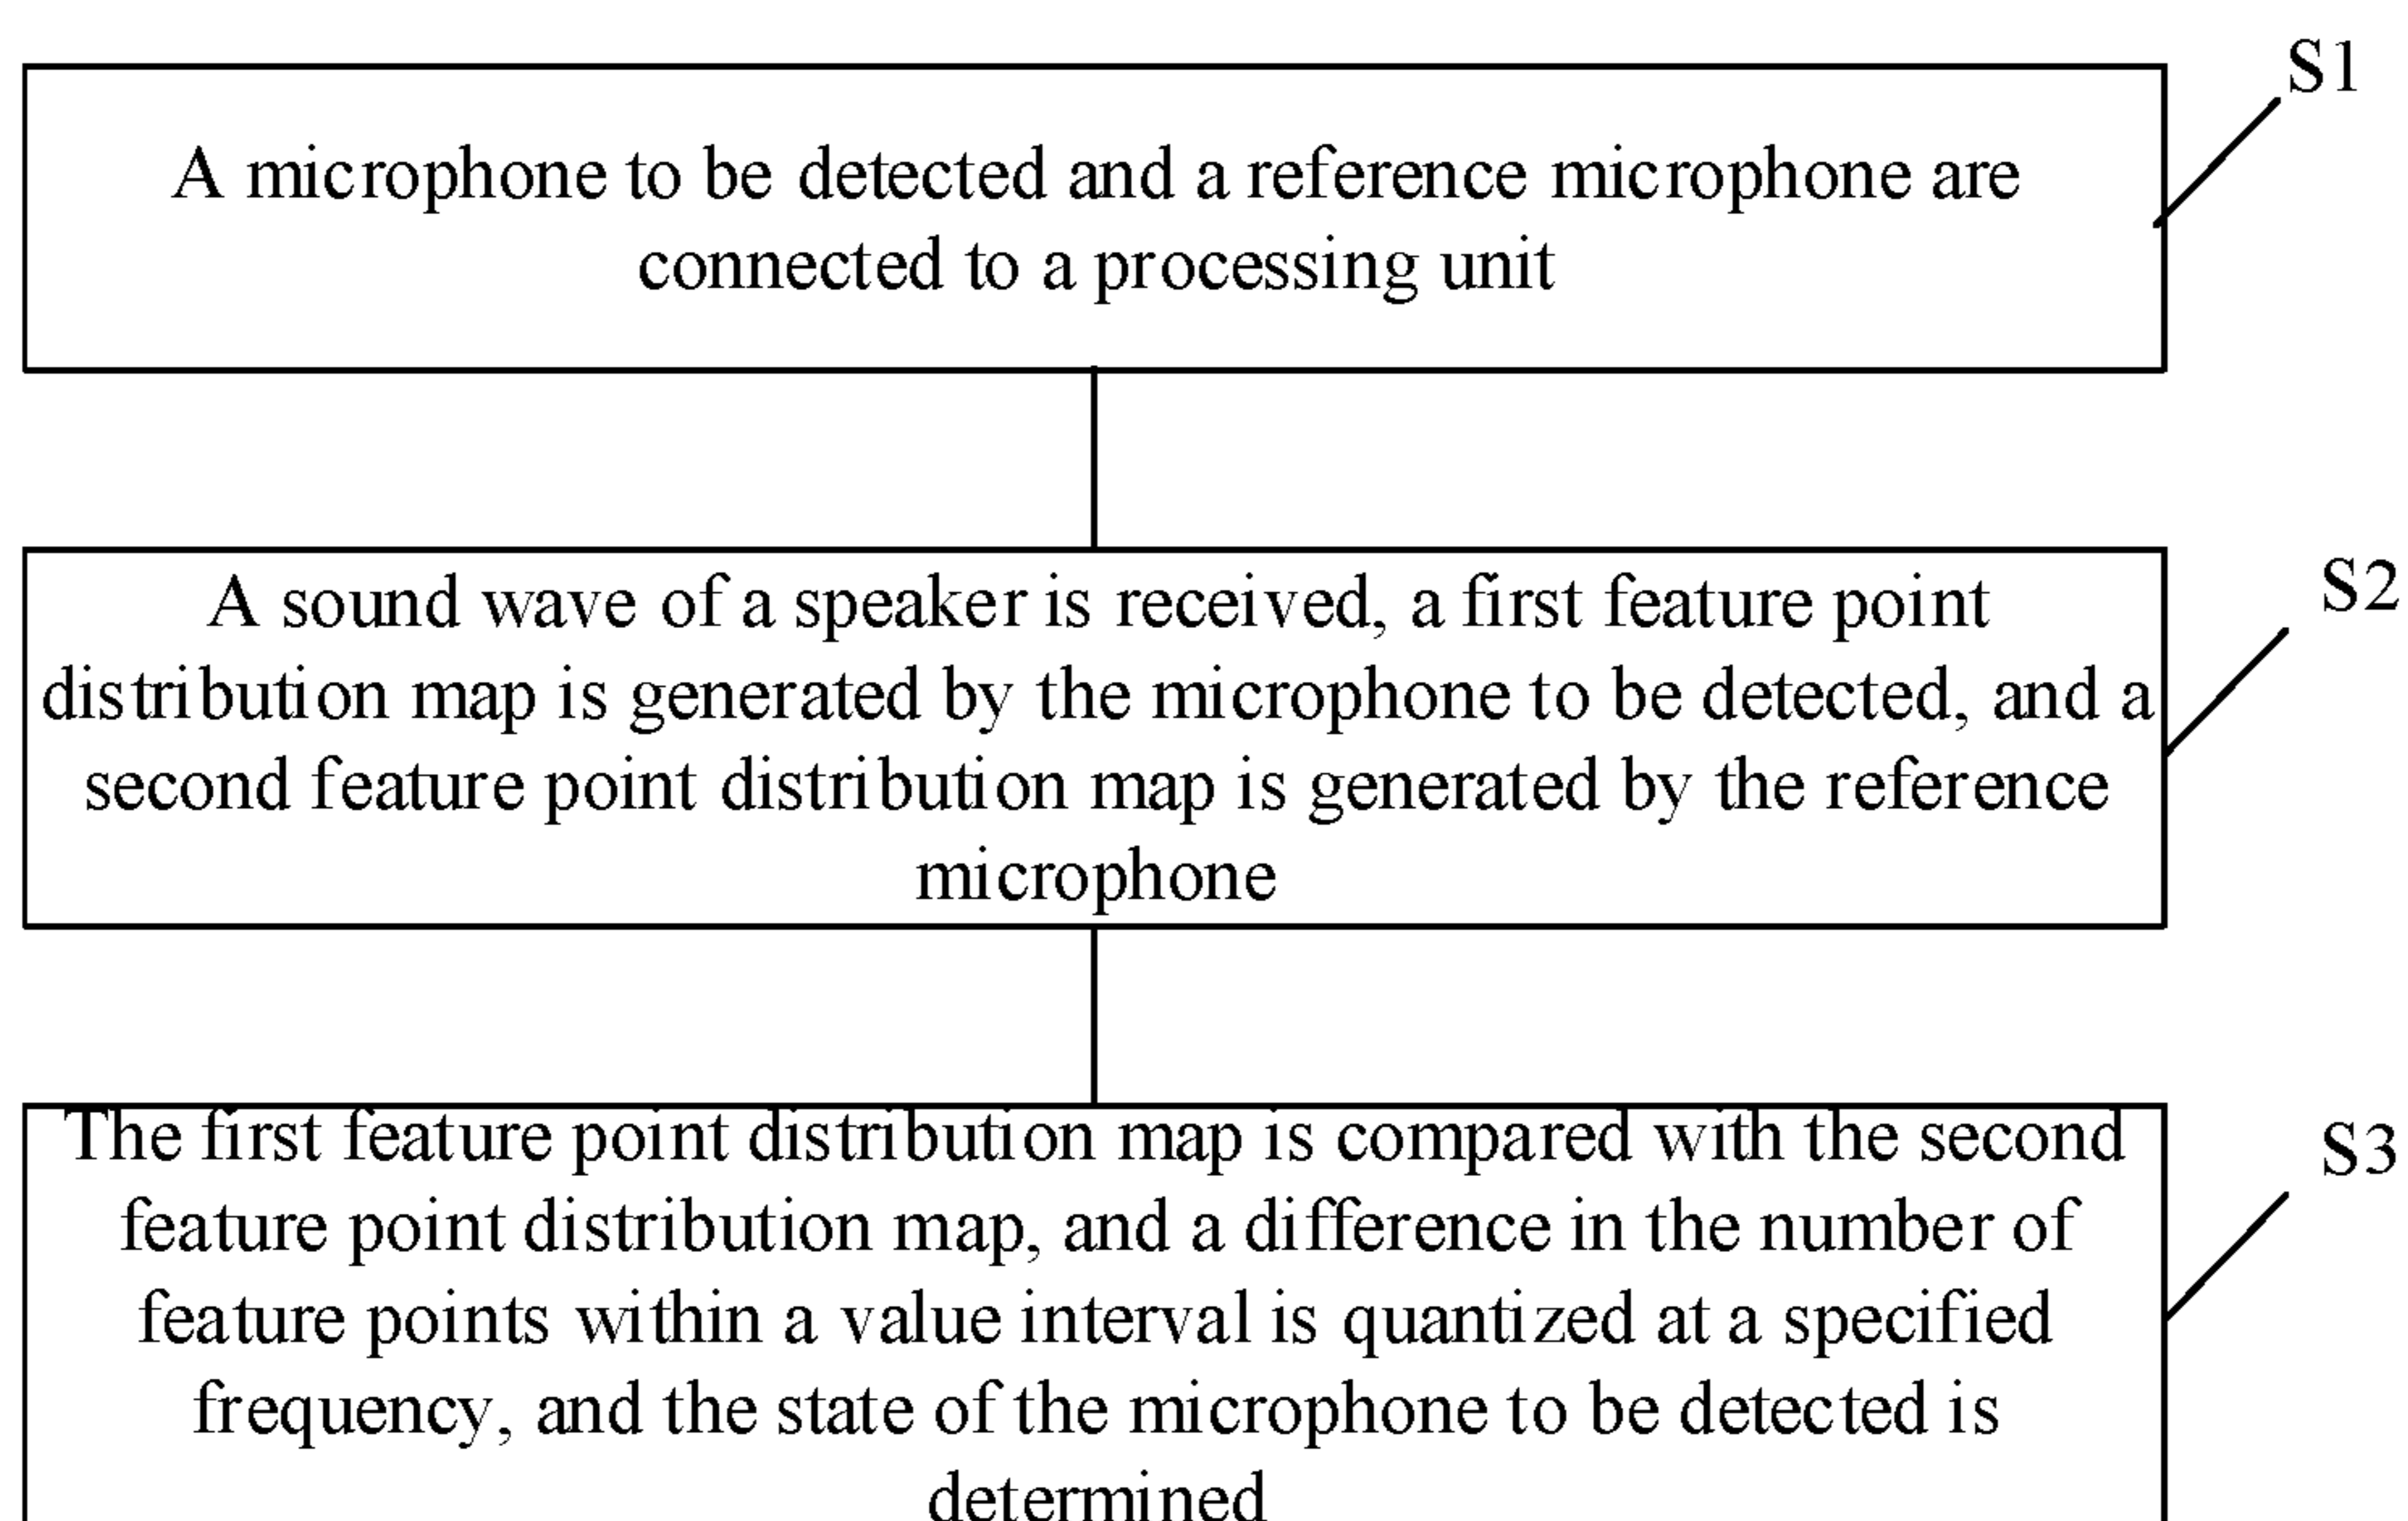 S1
A microphone to be detected and a reference microphone are
connected to a processing unit
S2
A sound wave of a speaker is received, a first feature point
distribution map is generated by the microphone to be detected, and a
second feature point distribution map is generated by the reference
microphone
S3
The first feature point distribution map is compared with the second
feature point distribution map, and a difference in the number of
feature points within a value interval is quantized at a specified
frequency, and the state of the microphone to be detected is
determined